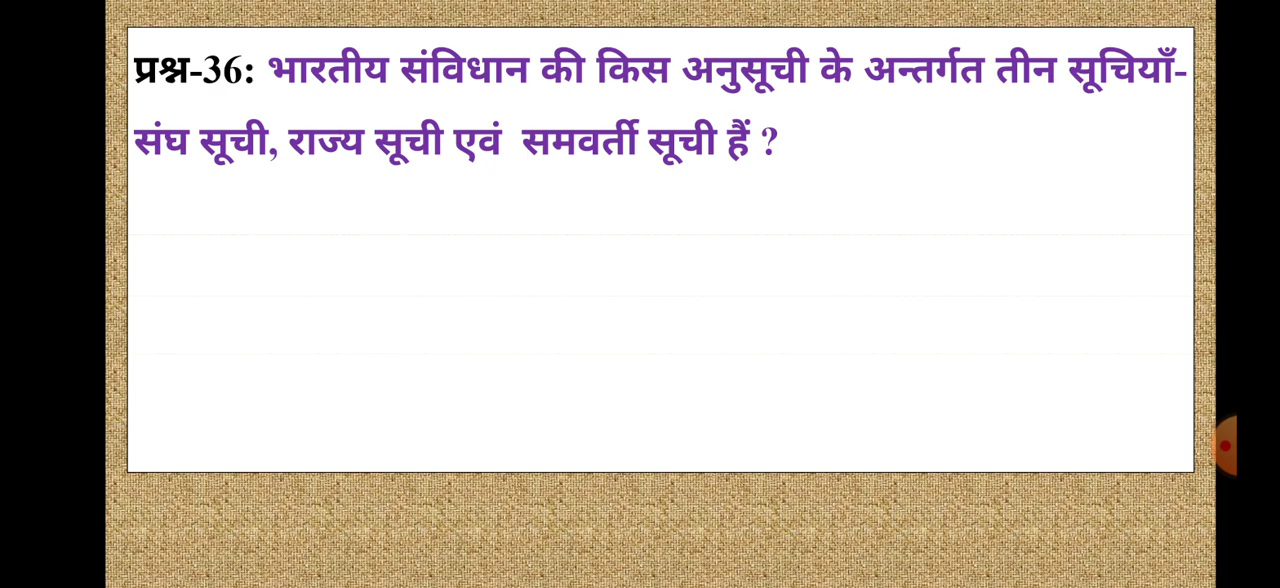 प्रश्न-36: भारतीय संविधान की किस अनुसूची के अन्तर्गत तीन सूचियाँ-
संघ सूची, राज्य सूची एवं समवर्ती सूची हैं ?